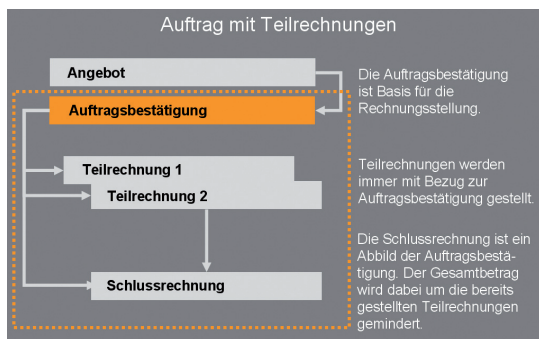 Auftrag mit Teilrechnungen
Angebot
Auftragsbestätigung
Die Auftragsbestätigung
ist Basis für die
Rechnungsstellung.
Teilrechnung 1
Teilrechnung 2
Teilrechnungen werden
immer mit Bezug zur
Auftragsbestätigung gestellt.
Schlussrechnung
Die Schlussrechnung ist ein
Abbild der Auftragsbestä-
tigung. Der Gesamtbetrag
wird dabei um die bereits
gestellten Teilrechnungen
gemindert.